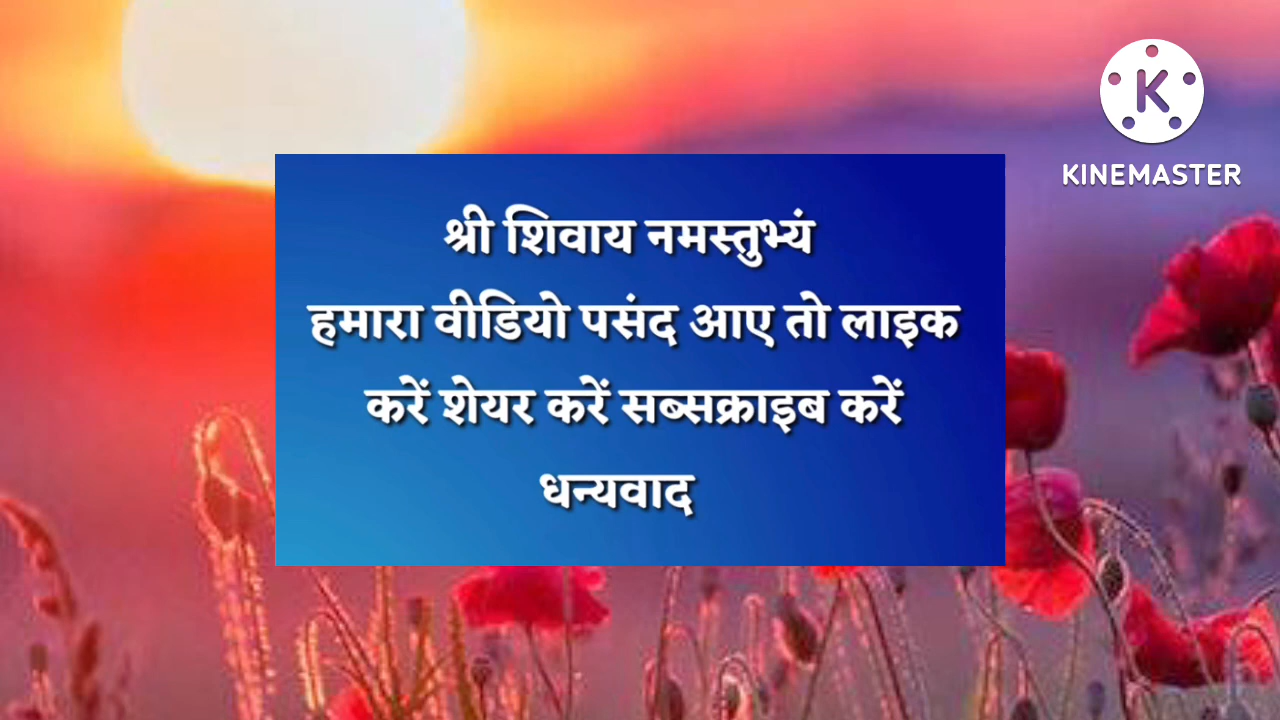 K
KINEMASTER
श्री शिवाय नमस्तुभ्यं
हमारा वीडियो पसंद आए तो लाइक
करें शेयर करें सब्सक्राइब करें
धन्यवाद